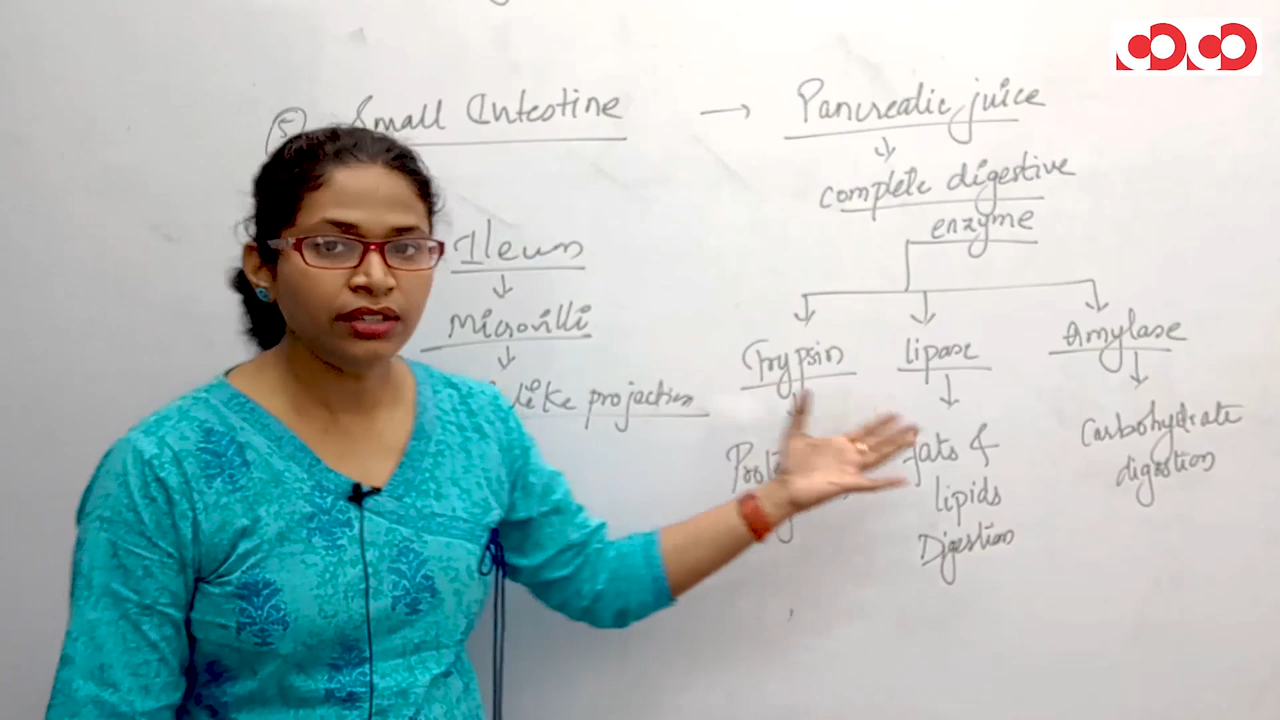 5 Small Intestine → Pancreatic juice
complete digestive
enzyme
Ileum
Microvilli
like projection
Trypsin
Lipase
Amylase
Fats &
lipids
Digestion
Carbohydrate
digestion